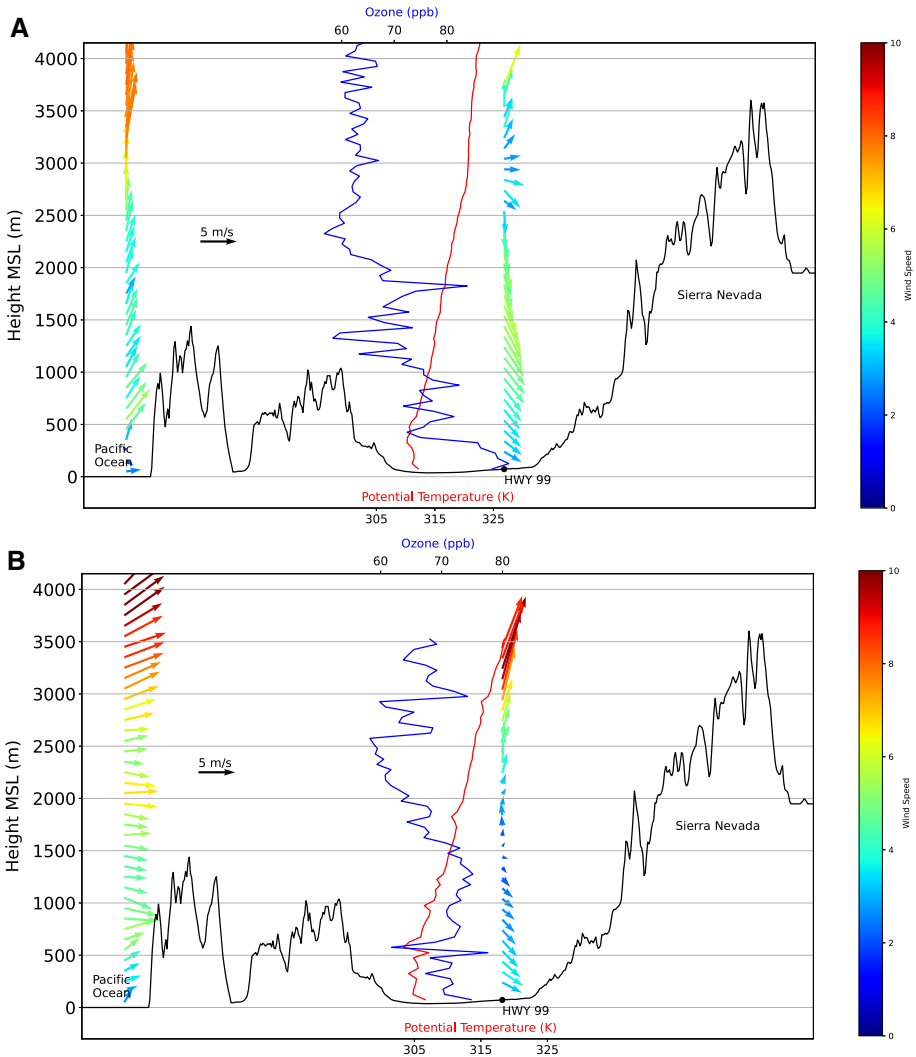 A
Ozone (ppb)
60 70 80
10
4000
3500
3000
2500
2000
1500
1000
500
0
Height MSL (m)
5 m/s
Sierra Nevada
Pacific
Ocean
HWY 99
Potential Temperature (K)
305 315 325
8
6
4
2
0
Wind Speed
B
Ozone (ppb)
60 70 80
10
4000
3500
3000
2500
2000
1500
1000
500
0
Height MSL (m)
5 m/s
Sierra Nevada
Pacific
Ocean
HWY 99
Potential Temperature (K)
305 315 325
8
6
4
2
0
Wind Speed